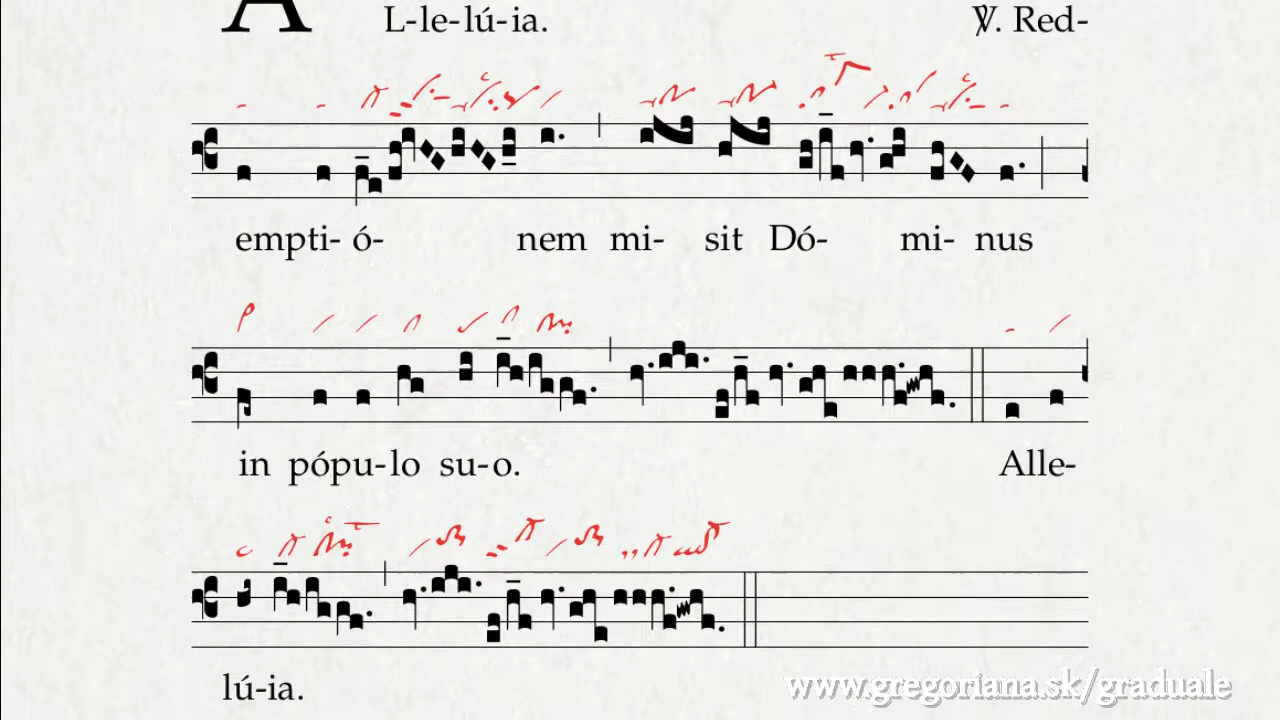 A L-le-lú-ia. ℣. Red-
empti-ó- nem mi- sit Dó- mi- nus
in pópu-lo su-o. Alle-
lú-ia.
www.gregoriana.sk/graduale